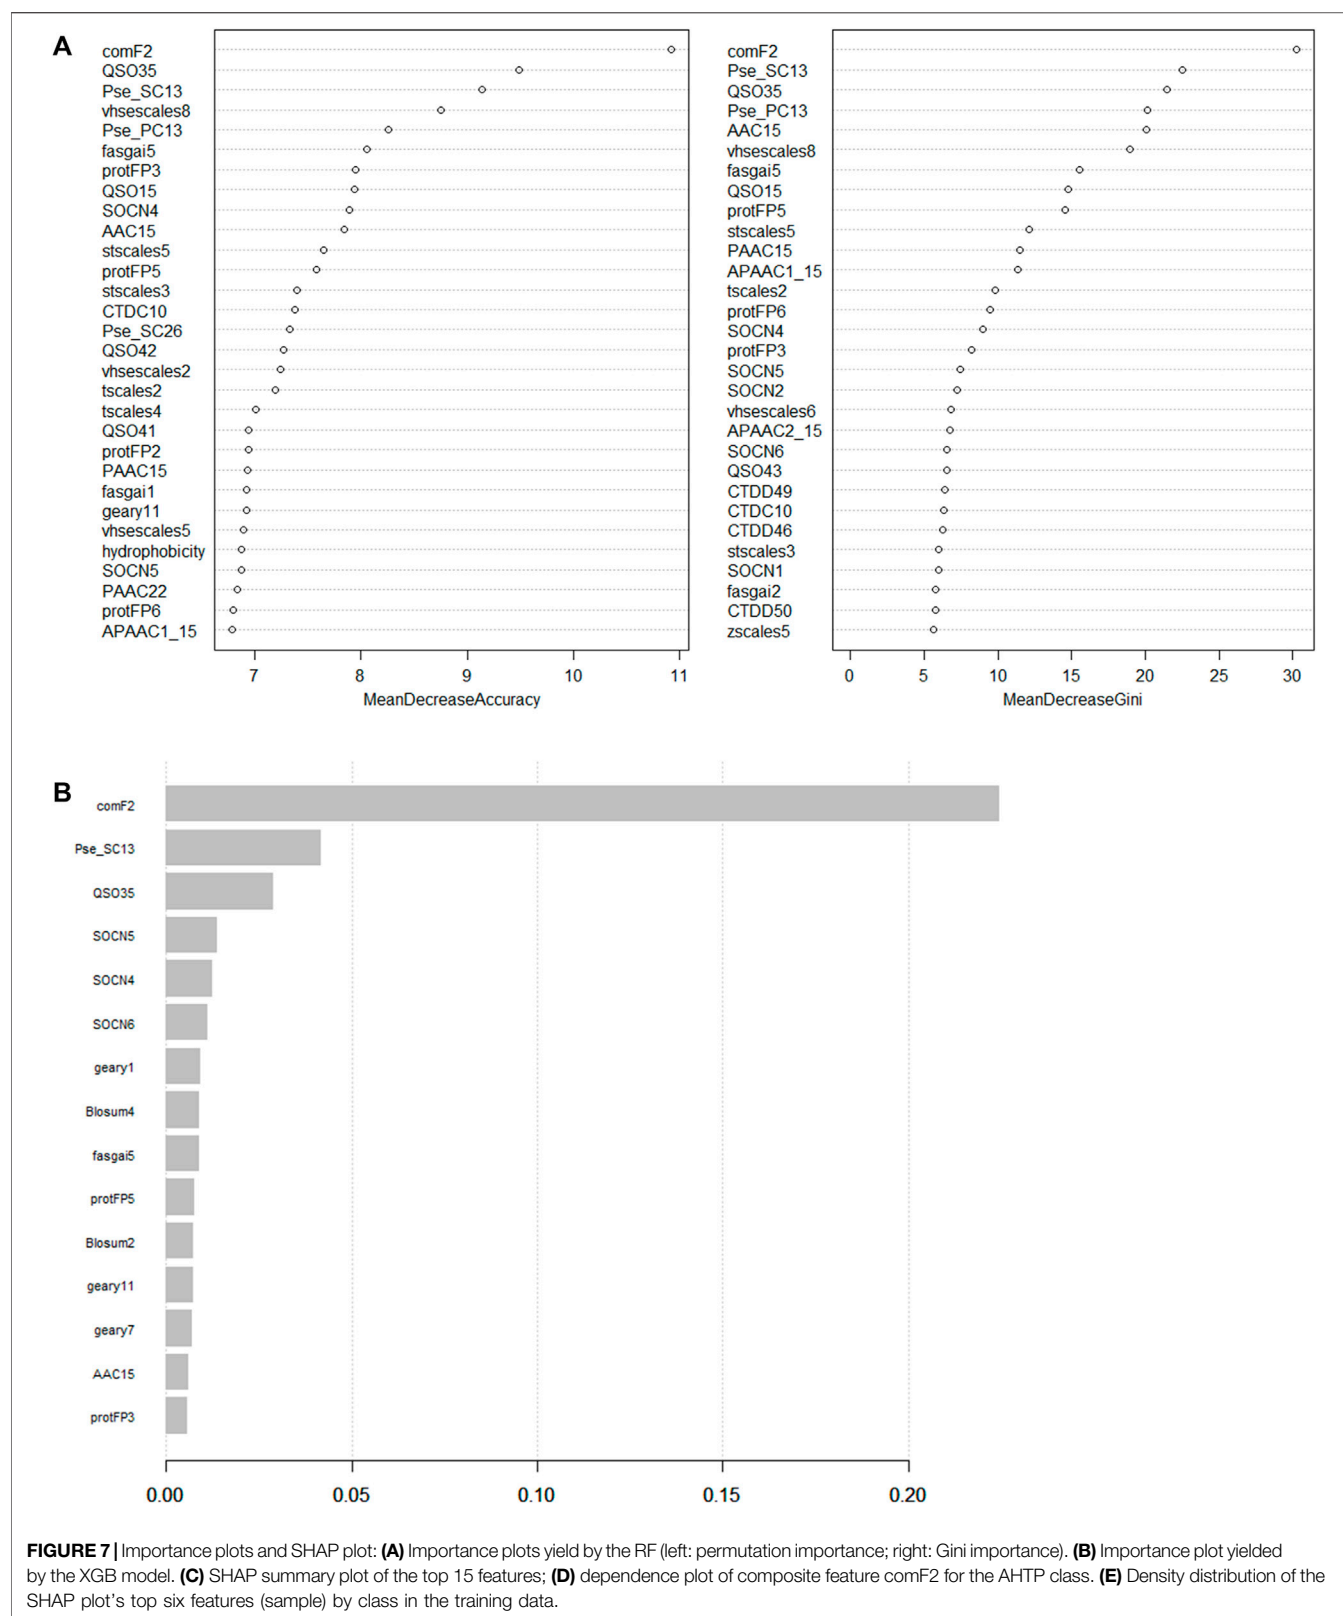 A
comF2
QSO35
Pse_SC13
vhsescales8
Pse_PC13
fasgai5
protFP3
QSO15
SOCN4
AAC15
stscales5
protFP5
stscales3
CTDC10
Pse_SC26
QSO42
vhsescales2
tscales2
tscales4
QSO41
protFP2
PAAC15
fasgai1
geary11
vhsescales5
hydrophobicity
SOCN5
PAAC22
protFP6
APAAC1_15
7 8 9 10 11
MeanDecreaseAccuracy
comF2
Pse_SC13
QSO35
Pse_PC13
AAC15
vhsescales8
fasgai5
QSO15
protFP5
stscales5
PAAC15
APAAC1_15
tscales2
protFP6
SOCN4
protFP3
SOCN5
SOCN2
vhsescales6
APAAC2_15
SOCN6
QSO43
CTDD49
CTDC10
CTDD46
stscales3
SOCN1
fasgai2
CTDD50
zscales5
0 5 10 15 20 25 30
MeanDecreaseGini
B
comF2
Pse_SC13
QSO35
SOCN5
SOCN4
SOCN6
geary1
Blosum4
fasgai5
protFP5
Blosum2
geary11
geary7
AAC15
protFP3
0.00 0.05 0.10 0.15 0.20
FIGURE 7 | Importance plots and SHAP plot: (A) Importance plots yield by the RF (left: permutation importance; right: Gini importance). (B) Importance plot yielded
by the XGB model. (C) SHAP summary plot of the top 15 features; (D) dependence plot of composite feature comF2 for the AHTP class. (E) Density distribution of the
SHAP plot's top six features (sample) by class in the training data.